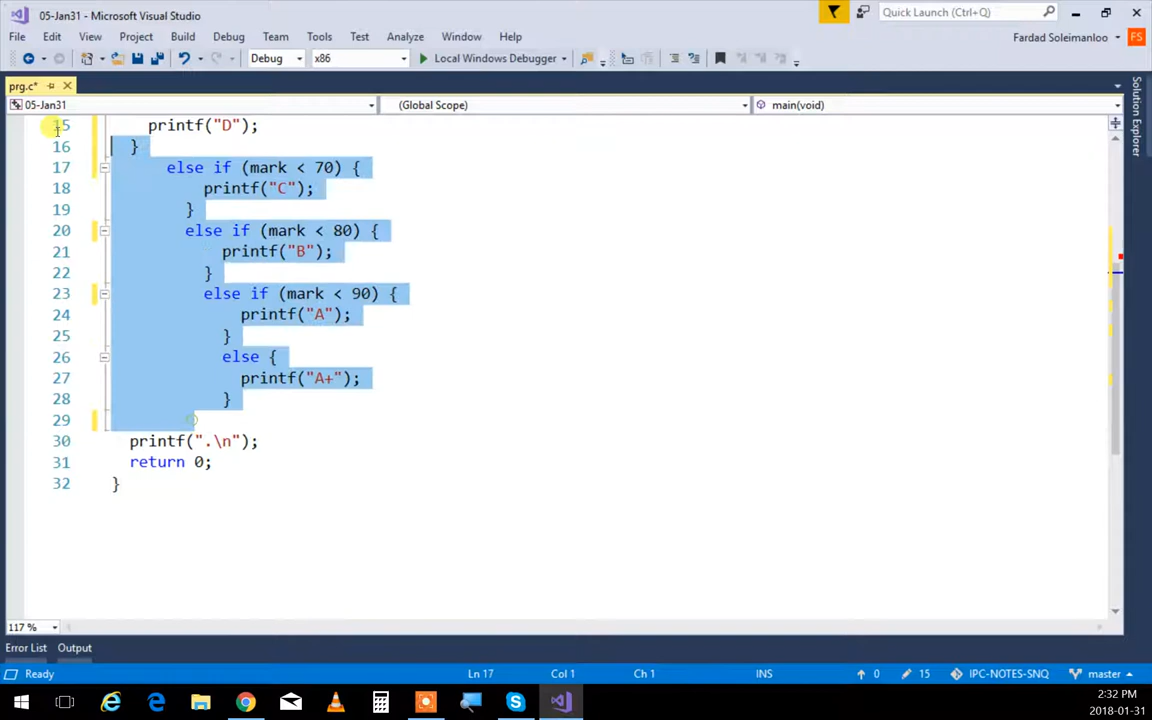 05-Jan31 - Microsoft Visual Studio
Quick Launch (Ctrl+Q)
File Edit View Project Build Debug Team Tools Test Analyze Window Help
Fardad Soleimanloo FS
Debug x86 Local Windows Debugger
prg.c*
05-Jan31 (Global Scope) main(void)
Solution Explorer
15 printf("D");
16 }
17 else if (mark < 70) {
18 printf("C");
19 }
20 else if (mark < 80) {
21 printf("B");
22 }
23 else if (mark < 90) {
24 printf("A");
25 }
26 else {
27 printf("A+");
28 }
29
30 printf(".\n");
31 return 0;
32 }
117 %
Error List Output
Ready Ln 17 Col 1 Ch 1 INS 0 15 IPC-NOTES-SNQ master
2:32 PM
2018-01-31